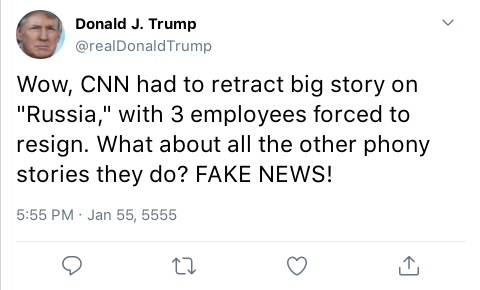 Donald J. Trump
@realDonaldTrump
Wow, CNN had to retract big story on
"Russia," with 3 employees forced to
resign. What about all the other phony
stories they do? FAKE NEWS!
5:55 PM · Jan 55, 5555